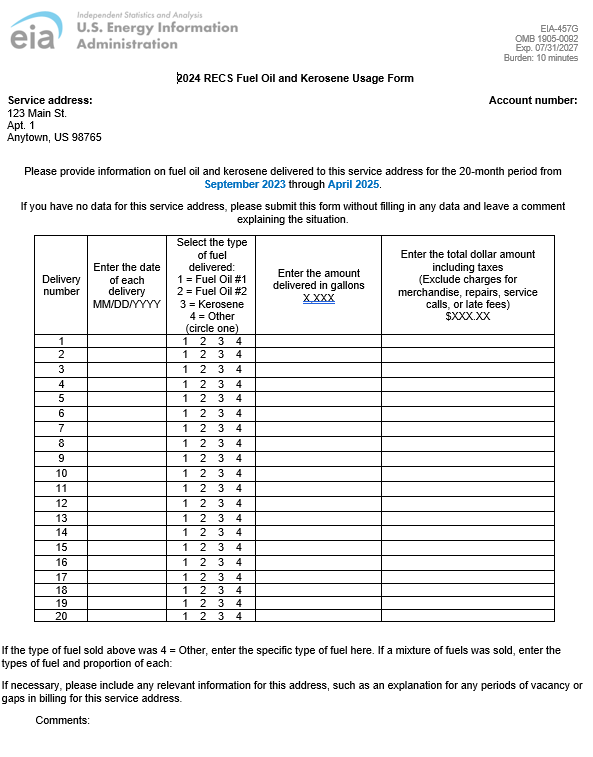 Independent Statistics and Analysis
eia
U.S. Energy Information
Administration
EIA-457G
OMB 1905-0092
Exp. 07/31/2027
Burden: 10 minutes
2024 RECS Fuel Oil and Kerosene Usage Form
Service address:
Account number:
123 Main St.
Apt. 1
Anytown, US 98765
Please provide information on fuel oil and kerosene delivered to this service address for the 20-month period from
September 2023 through April 2025.
If you have no data for this service address, please submit this form without filling in any data and leave a comment
explaining the situation.
Delivery
number
Enter the date
of each
delivery
MM/DD/YYYY
Select the type
of fuel
delivered:
1 = Fuel Oil #1
2 = Fuel Oil #2
3 = Kerosene
4 = Other
(circle one)
Enter the amount
delivered in gallons
X,XXX
Enter the total dollar amount
including taxes
(Exclude charges for
merchandise, repairs, service
calls, or late fees)
$XXX.XX
1 1 2 3 4
2 1 2 3 4
3 1 2 3 4
4 1 2 3 4
5 1 2 3 4
6 1 2 3 4
7 1 2 3 4
8 1 2 3 4
9 1 2 3 4
10 1 2 3 4
11 1 2 3 4
12 1 2 3 4
13 1 2 3 4
14 1 2 3 4
15 1 2 3 4
16 1 2 3 4
17 1 2 3 4
18 1 2 3 4
19 1 2 3 4
20 1 2 3 4
If the type of fuel sold above was 4 = Other, enter the specific type of fuel here. If a mixture of fuels was sold, enter the
types of fuel and proportion of each:
If necessary, please include any relevant information for this address, such as an explanation for any periods of vacancy or
gaps in billing for this service address.
Comments: